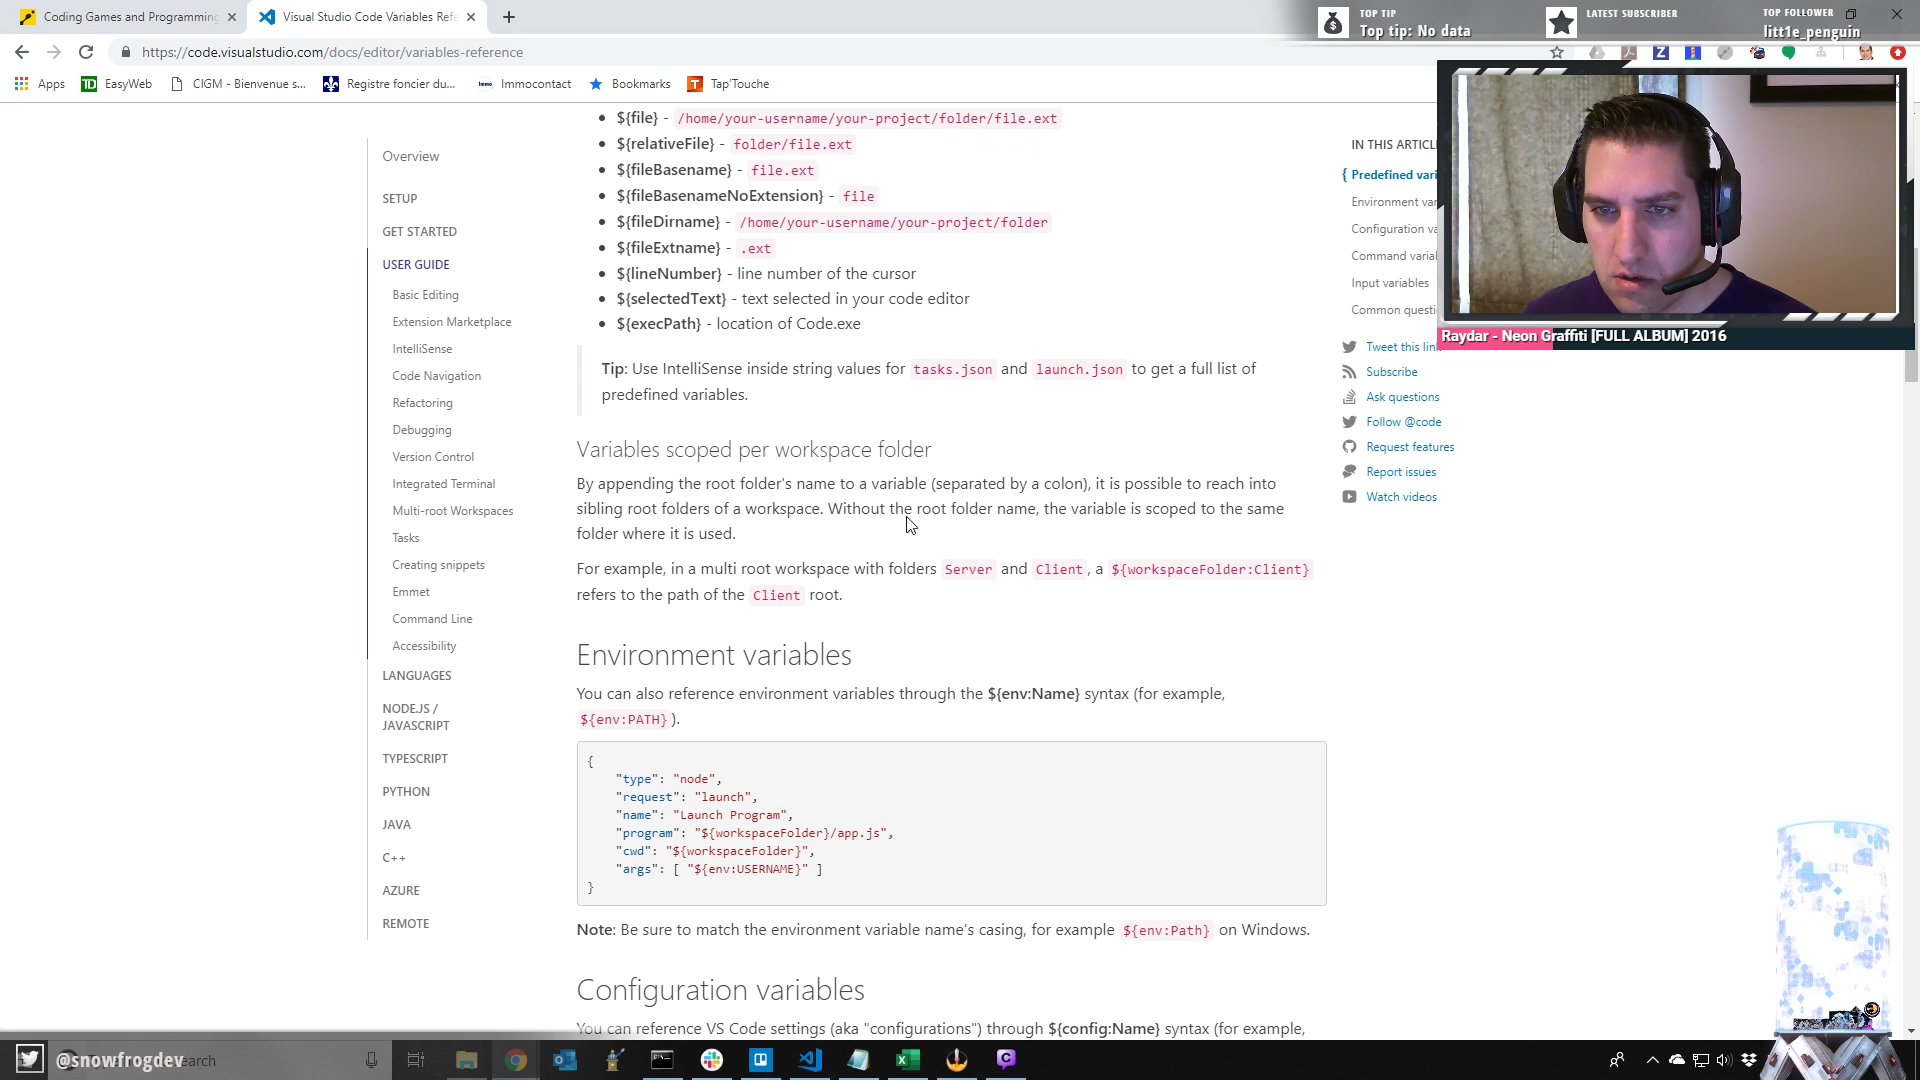 Coding Games and Programming
Visual Studio Code Variables Refe
https://code.visualstudio.com/docs/editor/variables-reference
TOP TIP
Top tip: No data
LATEST SUBSCRIBER
TOP FOLLOWER
litt1e_penguin
Apps
EasyWeb
CIGM - Bienvenue s...
Registre foncier du...
Immocontact
Bookmarks
Tap'Touche
Overview
SETUP
GET STARTED
USER GUIDE
Basic Editing
Extension Marketplace
IntelliSense
Code Navigation
Refactoring
Debugging
Version Control
Integrated Terminal
Multi-root Workspaces
Tasks
Creating snippets
Emmet
Command Line
Accessibility
LANGUAGES
NODE.JS /
JAVASCRIPT
TYPESCRIPT
PYTHON
JAVA
C++
AZURE
REMOTE
${file} - /home/your-username/your-project/folder/file.ext
${relativeFile} - folder/file.ext
${fileBasename} - file.ext
${fileBasenameNoExtension} - file
${fileDirname} - /home/your-username/your-project/folder
${fileExtname} - .ext
${lineNumber} - line number of the cursor
${selectedText} - text selected in your code editor
${execPath} - location of Code.exe
Tip: Use IntelliSense inside string values for tasks.json and launch.json to get a full list of
predefined variables.
Variables scoped per workspace folder
By appending the root folder's name to a variable (separated by a colon), it is possible to reach into
sibling root folders of a workspace. Without the root folder name, the variable is scoped to the same
folder where it is used.
For example, in a multi root workspace with folders Server and Client, a ${workspaceFolder:Client}
refers to the path of the Client root.
Environment variables
You can also reference environment variables through the ${env:Name} syntax (for example,
${env:PATH}).
{
"type": "node",
"request": "launch",
"name": "Launch Program",
"program": "${workspaceFolder}/app.js",
"cwd": "${workspaceFolder}",
"args": [ "${env:USERNAME}" ]
}
Note: Be sure to match the environment variable name's casing, for example ${env:Path} on Windows.
Configuration variables
You can reference VS Code settings (aka "configurations") through ${config:Name} syntax (for example,
IN THIS ARTICL
{ Predefined vari
Environment var
Configuration va
Command varial
Input variables
Common questi
Tweet this lin
Subscribe
Ask questions
Follow @code
Request features
Report issues
Watch videos
Raydar - Neon Graffiti [FULL ALBUM] 2016
@snowfrogdev
earch